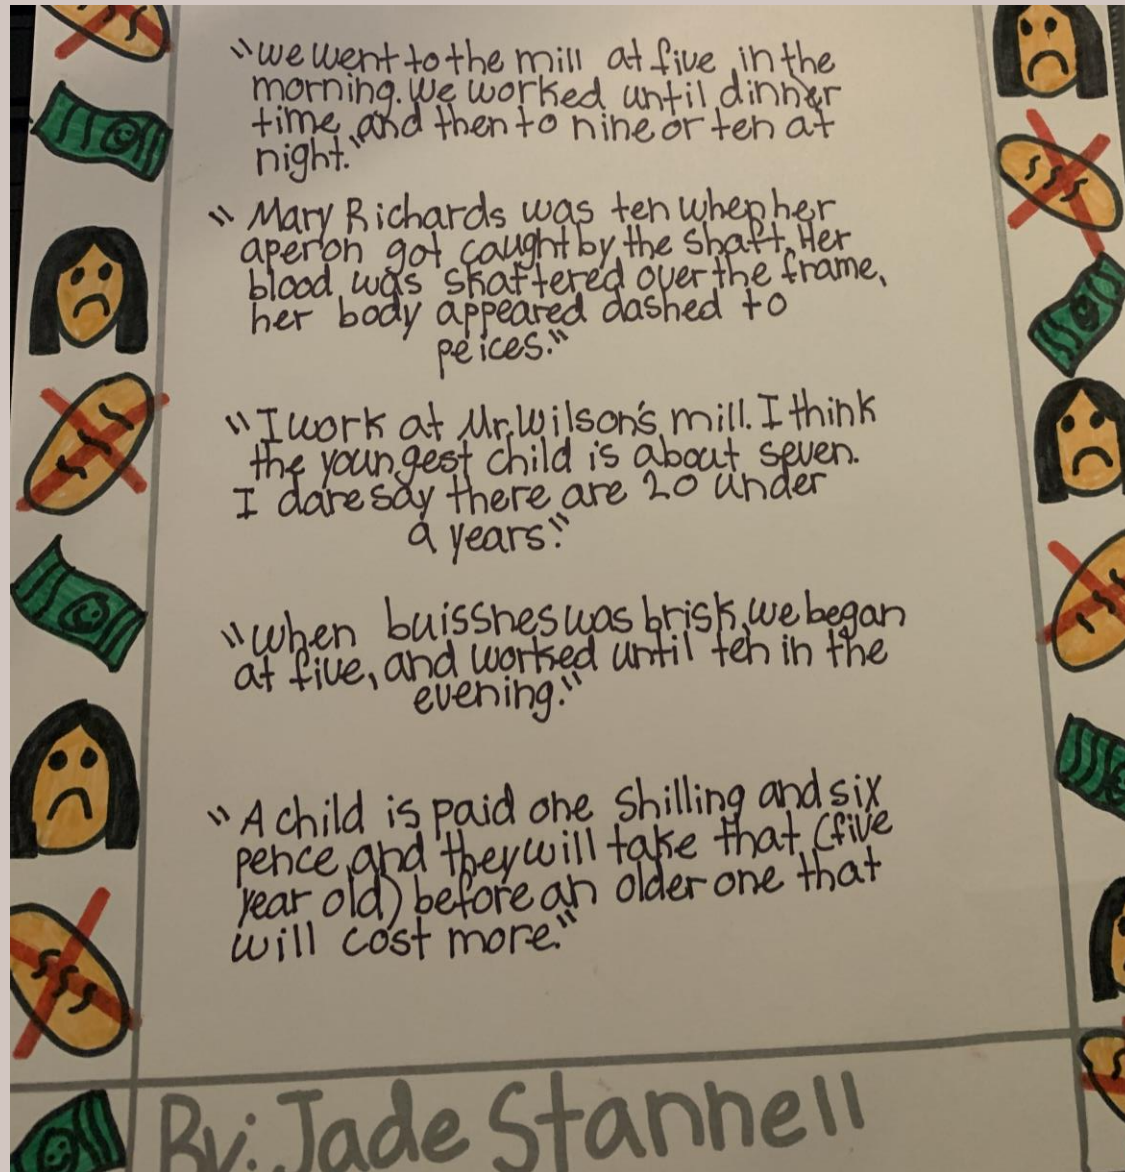 "we went to the mill at five in the
morning. We worked until dinner
time, and then to nine or ten at
night."
"Mary Richards was ten when her
aperon got caught by the shaft. Her
blood was skattered over the frame,
her body appeared dashed to
peices."
"I work at Mr. Wilson's mill. I think
the youngest child is about seven.
I daresay there are 20 under
9 years."
"when buissnes was brisk, we began
at five, and worked until ten in the
evening."
"A child is paid one shilling and six
pence, and they will take that (five
year old) before an older one that
will cost more."
By: Jade Stannell